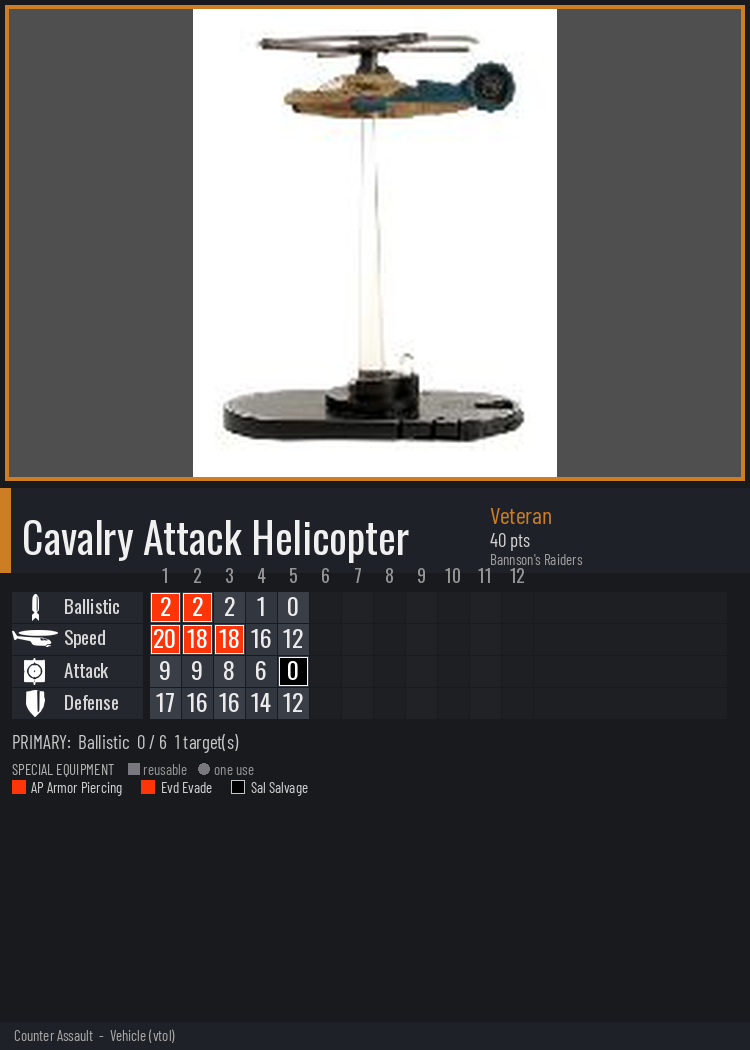 Cavalry Attack Helicopter
Veteran
40 pts
Bannson's Raiders
1 2 3 4 5 6 7 8 9 10 11 12
Ballistic 2 2 2 1 0
Speed 20 18 18 16 12
Attack 9 9 8 6 0
Defense 17 16 16 14 12
PRIMARY: Ballistic 0 / 6 1 target(s)
SPECIAL EQUIPMENT reusable one use
AP Armor Piercing Evd Evade Sal Salvage
Counter Assault - Vehicle (vtol)